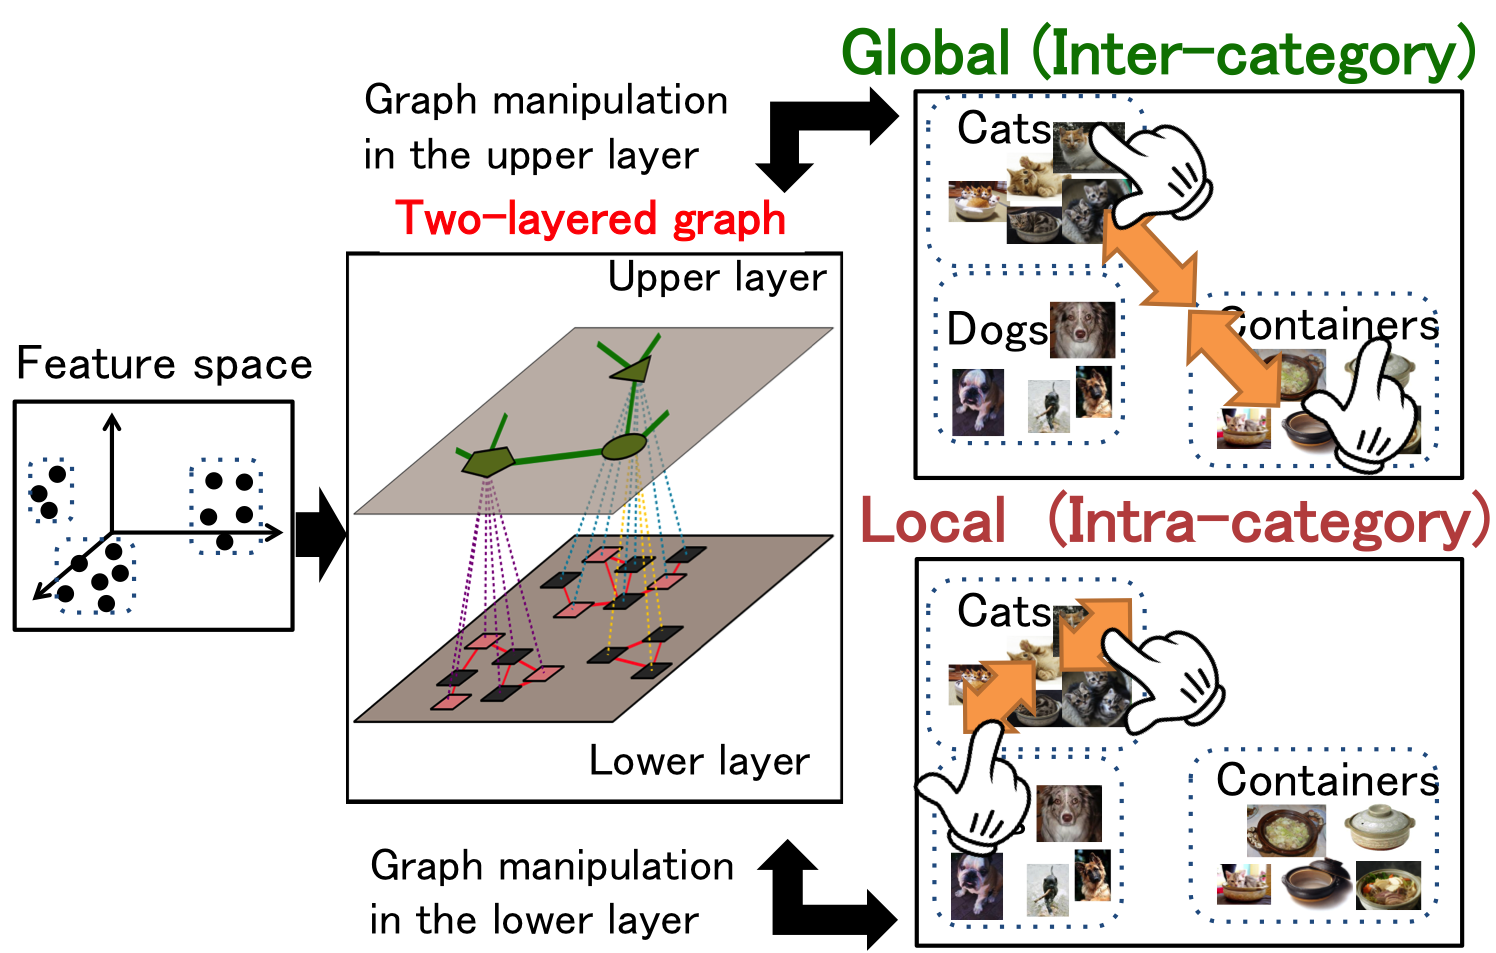 Global (Inter-category)
Graph manipulation
in the upper layer
Cats
Two-layered graph
Upper layer
Dogs
Containers
Feature space
Local (Intra-category)
Cats
Lower layer
Containers
Graph manipulation
in the lower layer